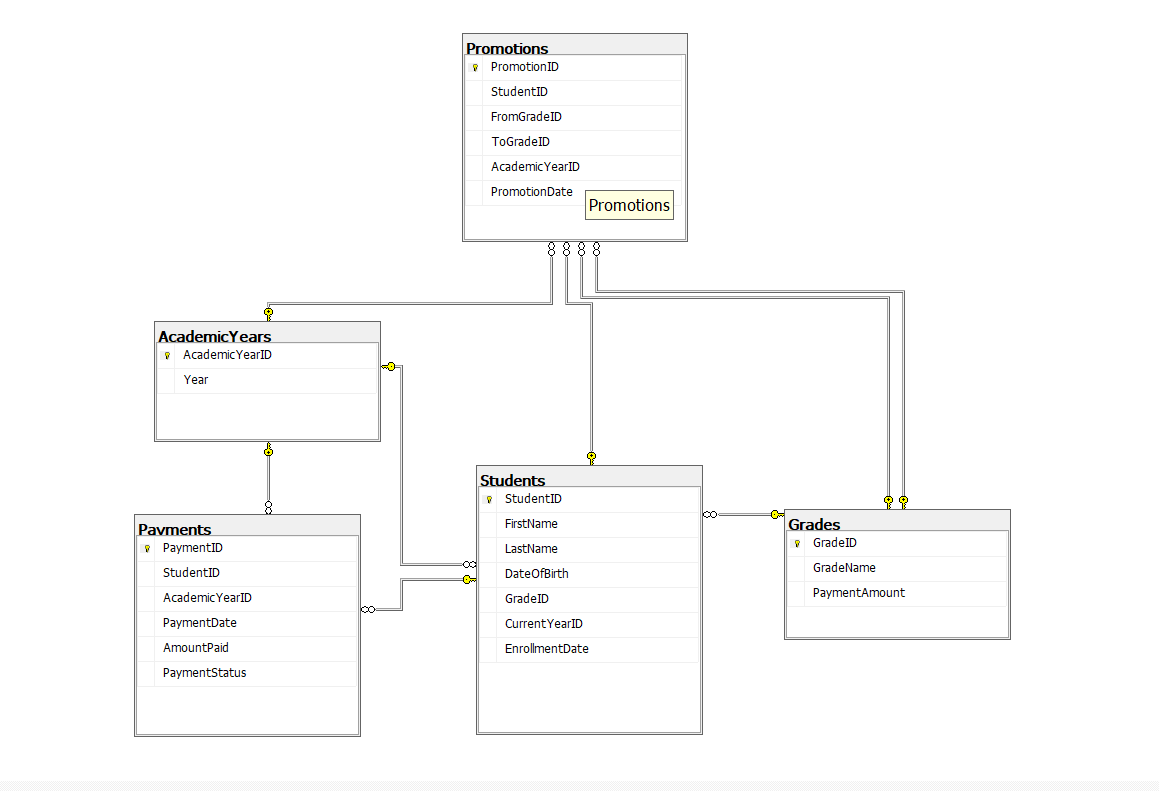 Promotions
PromotionID
StudentID
FromGradeID
ToGradeID
AcademicYearID
PromotionDate
Promotions
AcademicYears
AcademicYearID
Year
Payments
PaymentID
StudentID
AcademicYearID
PaymentDate
AmountPaid
PaymentStatus
Students
StudentID
FirstName
LastName
DateOfBirth
GradeID
CurrentYearID
EnrollmentDate
Grades
GradeID
GradeName
PaymentAmount